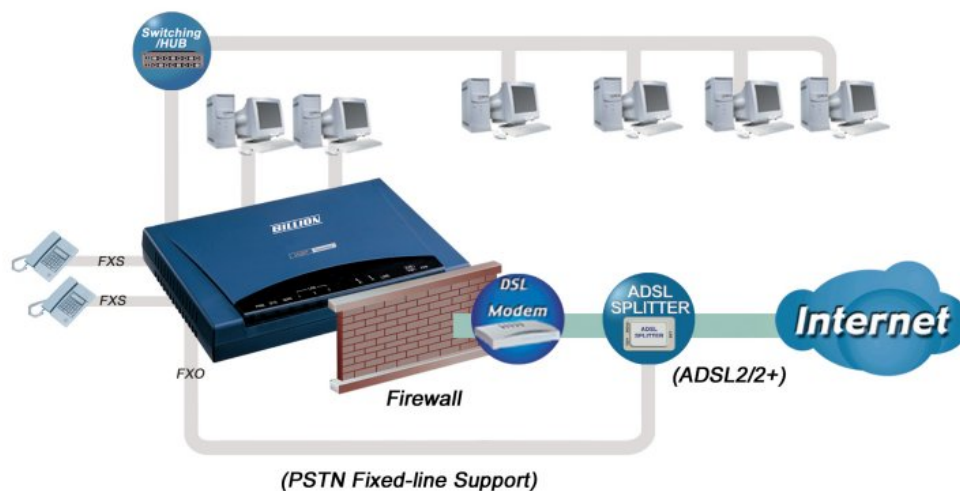 Switching
/HUB
BILLION
FXS
FXS
FXO
Firewall
DSL
Modem
ADSL
SPLITTER
ADSL
SPLITTER
(ADSL2/2+)
Internet
(PSTN Fixed-line Support)